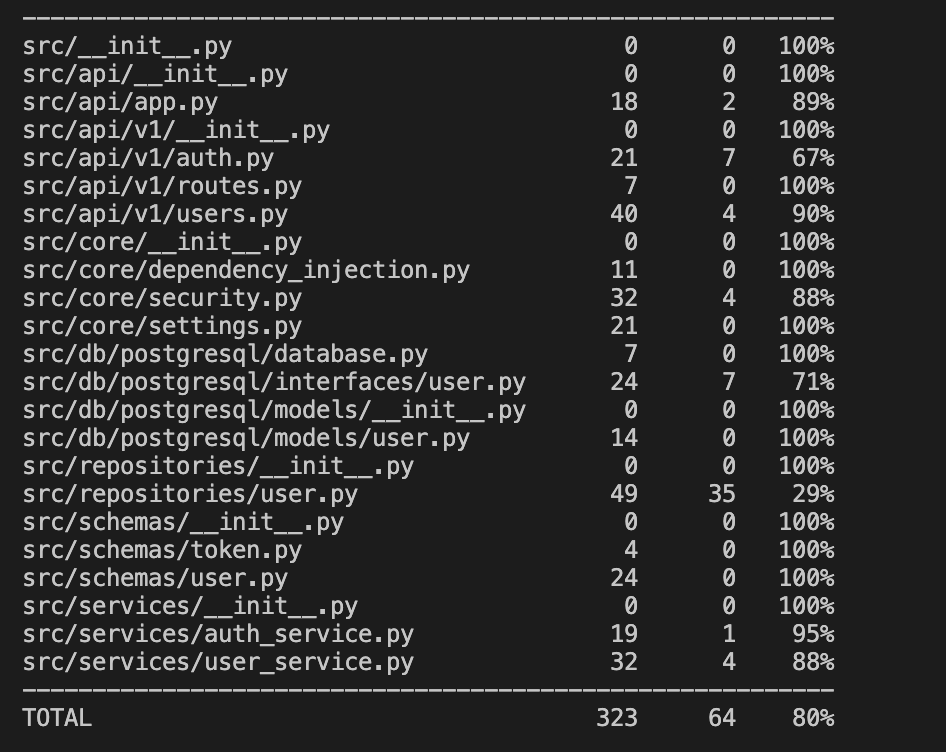 src/__init__.py 0 0 100%
src/api/__init__.py 0 0 100%
src/api/app.py 18 2 89%
src/api/v1/__init__.py 0 0 100%
src/api/v1/auth.py 21 7 67%
src/api/v1/routes.py 7 0 100%
src/api/v1/users.py 40 4 90%
src/core/__init__.py 0 0 100%
src/core/dependency_injection.py 11 0 100%
src/core/security.py 32 4 88%
src/core/settings.py 21 0 100%
src/db/postgresql/database.py 7 0 100%
src/db/postgresql/interfaces/user.py 24 7 71%
src/db/postgresql/models/__init__.py 0 0 100%
src/db/postgresql/models/user.py 14 0 100%
src/repositories/__init__.py 0 0 100%
src/repositories/user.py 49 35 29%
src/schemas/__init__.py 0 0 100%
src/schemas/token.py 4 0 100%
src/schemas/user.py 24 0 100%
src/services/__init__.py 0 0 100%
src/services/auth_service.py 19 1 95%
src/services/user_service.py 32 4 88%
TOTAL 323 64 80%